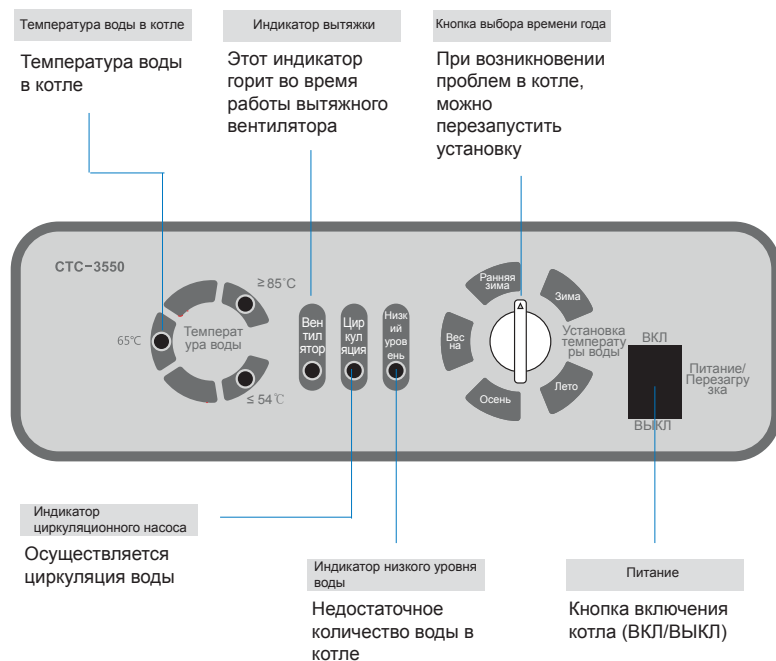 Температура воды в котле
Температура воды
в котле
Индикатор вытяжки
Этот индикатор
горит во время
работы вытяжного
вентилятора
Кнопка выбора времени года
При возникновении
проблем в котле,
можно
перезапустить
установку
СТС-3550
≥ 85°C
65℃
Температ
ура воды
≤ 54℃
Вен
тил
ятор
Цир
кул
яция
Низк
ий
уров
ень
Ранняя
зима
Зима
Вес
на
Установка
температу
ры воды
Осень
Лето
ВКЛ
Питание/
Перезагру
зка
ВЫКЛ
Индикатор
циркуляционного насоса
Осуществляется
циркуляция воды
Индикатор низкого уровня
воды
Недостаточное
количество воды в
котле
Питание
Кнопка включения
котла (ВКЛ/ВЫКЛ)